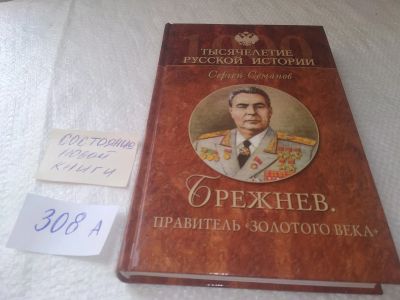 1000
ТЫСЯЧЕЛЕТИЕ
РУССКОЙ ИСТОРИИ
Сергей Семанов
БРЕЖНЕВ.
ПРАВИТЕЛЬ «ЗОЛОТОГО ВЕКА»
СОСТОЯНИЕ
НОВОЙ
КНИГИ
308 А